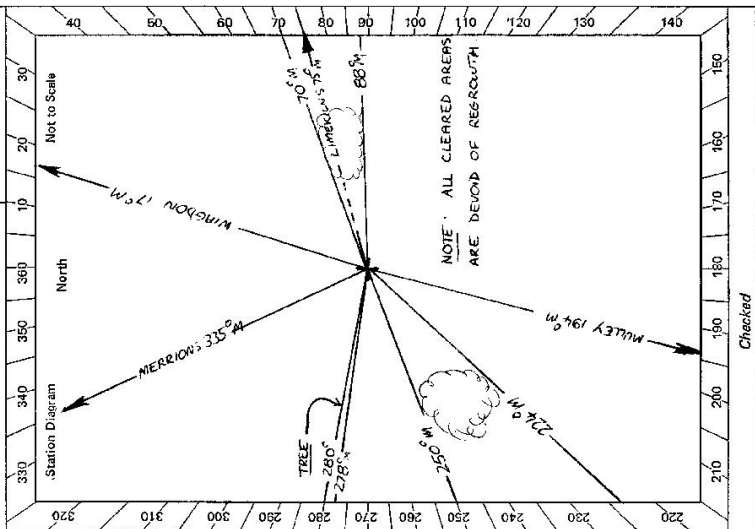 40 50 60 70 80 90 100 110 120 130 140
30
20
10
360
350
340
330
Not to Scale
North
Station Diagram
150
160
170
180
190
200
210
320 310 300 290 280 270 260 250 240 230 220
WINGDON 17°M
MERRIONS 335°M
70°M
LIMERIONS 75°M
88°M
NOTE: ALL CLEARED AREAS
ARE DEVOID OF REGROWTH
MULLEY 194°M
224°M
250°M
TREE
280°
278°M
Checked